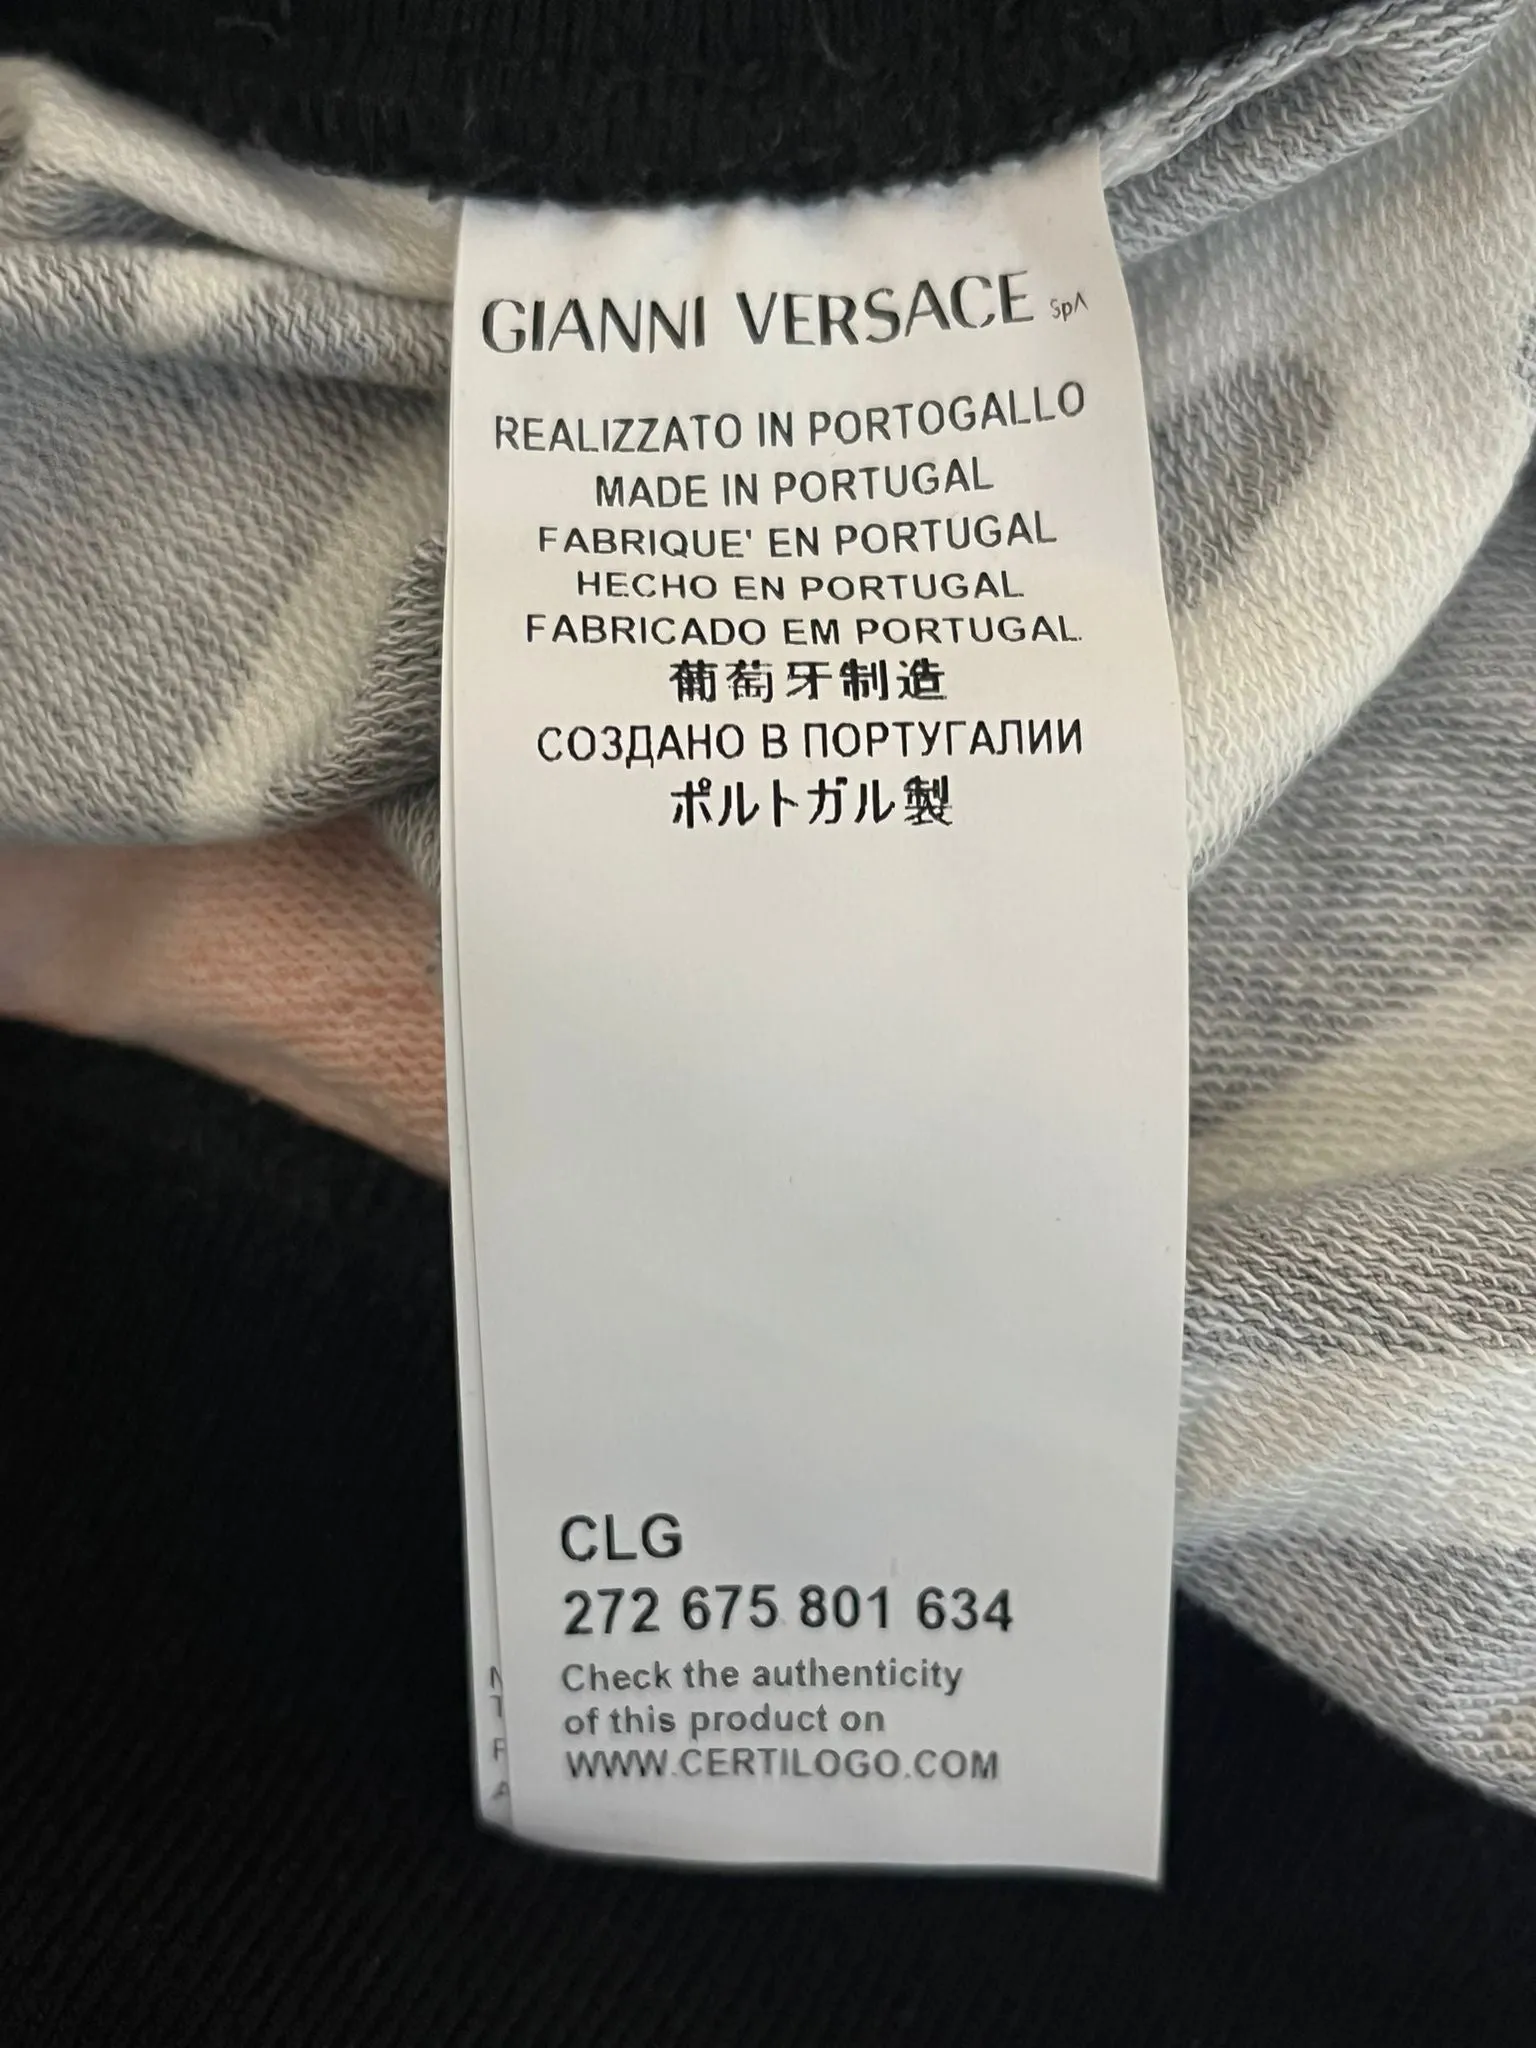 GIANNI VERSACE SpA
REALIZZATO IN PORTOGALLO
MADE IN PORTUGAL
FABRIQUE' EN PORTUGAL
HECHO EN PORTUGAL
FABRICADO EM PORTUGAL
葡萄牙制造
СОЗДАНО В ПОРТУГАЛИИ
ポルトガル製
CLG
272 675 801 634
Check the authenticity
of this product on
WWW.CERTILOGO.COM